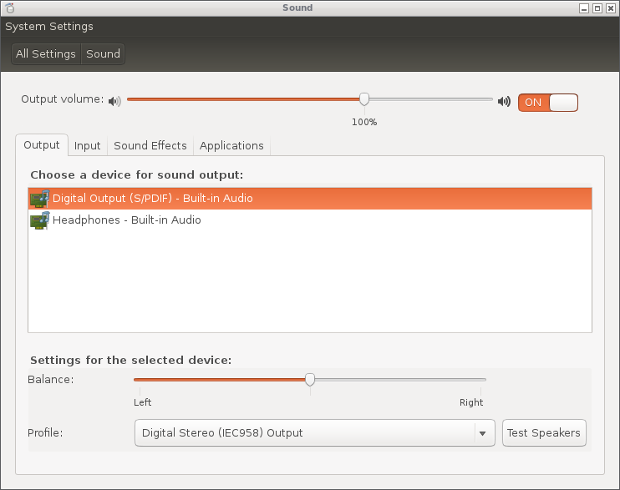 Sound
System Settings
All Settings Sound
Output volume: ON
100%
Output Input Sound Effects Applications
Choose a device for sound output:
Digital Output (S/PDIF) - Built-in Audio
Headphones - Built-in Audio
Settings for the selected device:
Balance:
Left Right
Profile: Digital Stereo (IEC958) Output Test Speakers